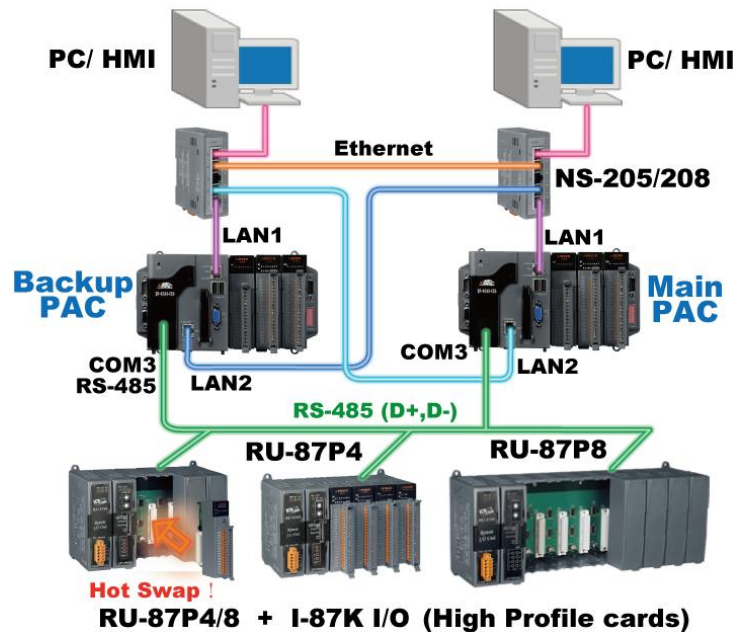 PC/ HMI
PC/ HMI
Ethernet
NS-205/208
LAN1
LAN1
Backup
PAC
Main
PAC
COM3
RS-485
LAN2
COM3
LAN2
RS-485 (D+,D-)
RU-87P4
RU-87P8
Hot Swap !
RU-87P4/8 + I-87K I/O (High Profile cards)